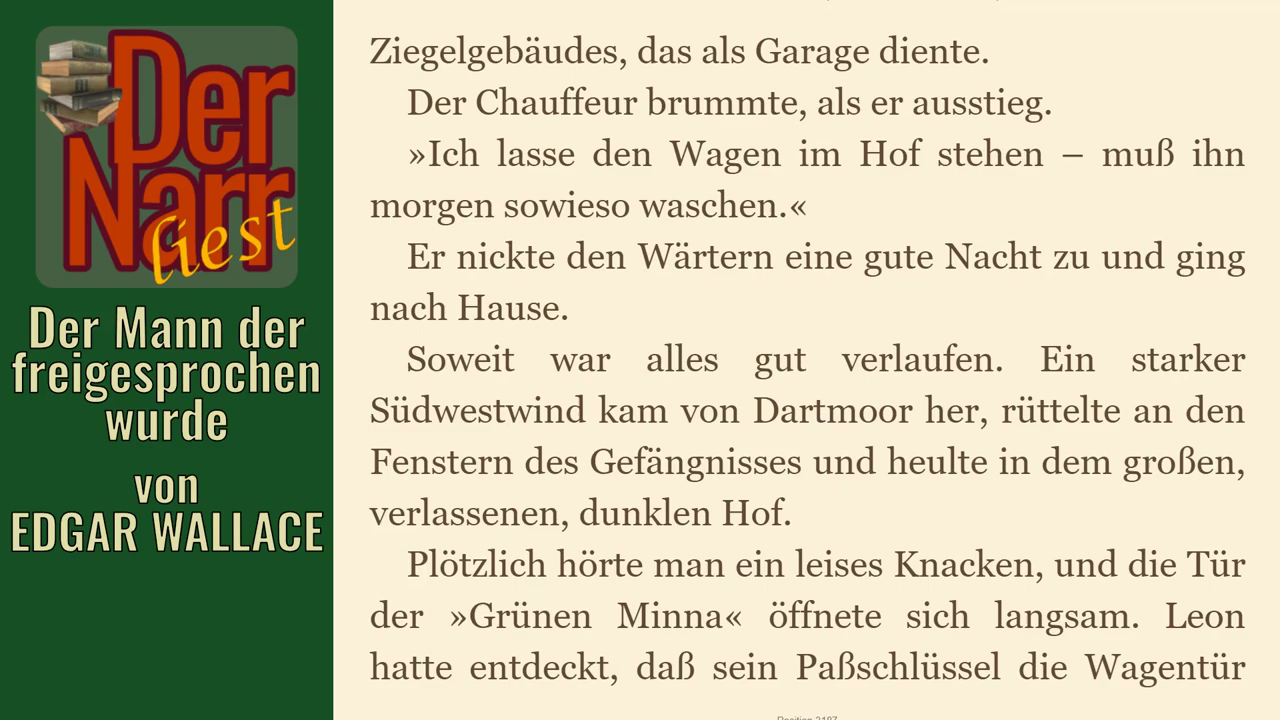 Der
Narr
liest
Der Mann der
freigesprochen
wurde
von
EDGAR WALLACE
Ziegelgebäudes, das als Garage diente.
Der Chauffeur brummte, als er ausstieg.
»Ich lasse den Wagen im Hof stehen – muß ihn
morgen sowieso waschen.«
Er nickte den Wärtern eine gute Nacht zu und ging
nach Hause.
Soweit war alles gut verlaufen. Ein starker
Südwestwind kam von Dartmoor her, rüttelte an den
Fenstern des Gefängnisses und heulte in dem großen,
verlassenen, dunklen Hof.
Plötzlich hörte man ein leises Knacken, und die Tür
der »Grünen Minna« öffnete sich langsam. Leon
hatte entdeckt, daß sein Paßschlüssel die Wagentür